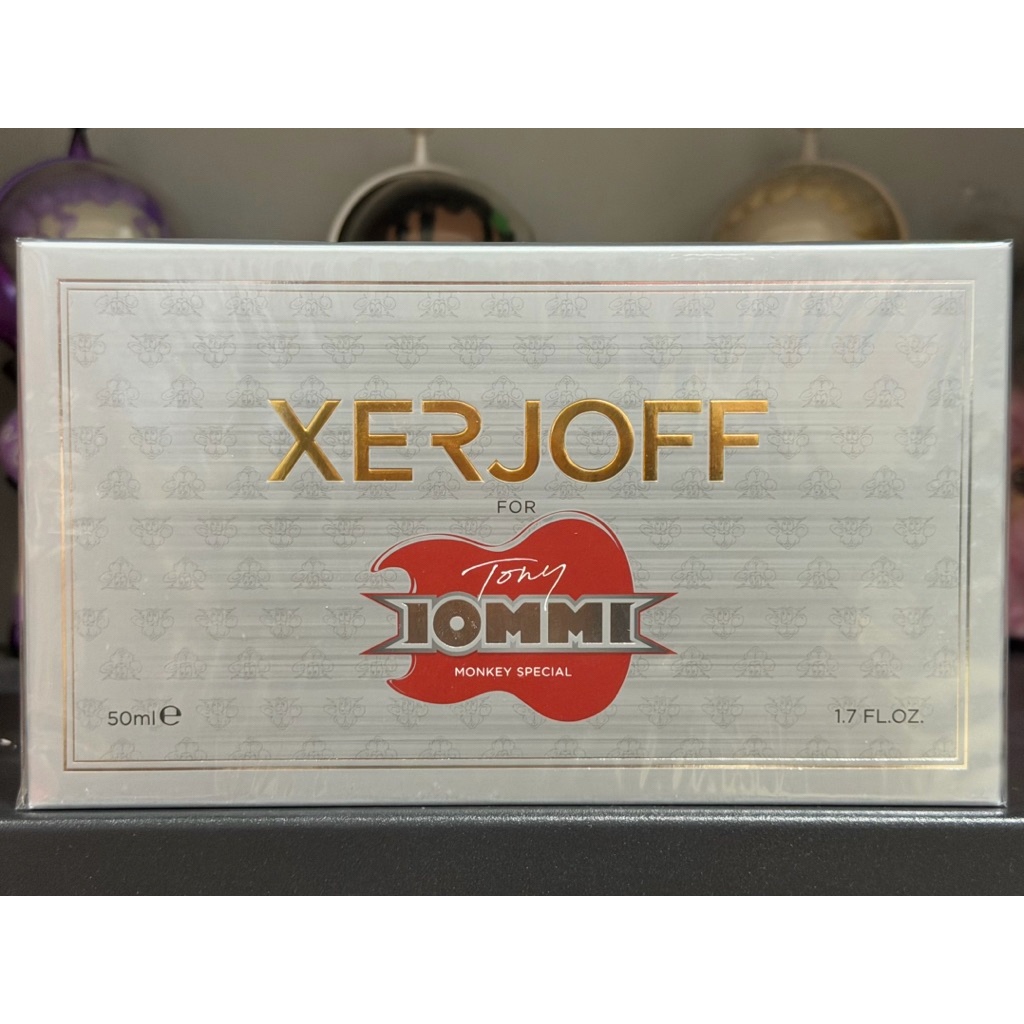 XERJOFF
FOR
Tony
IOMMI
MONKEY SPECIAL
50ml℮
1.7 FL.OZ.